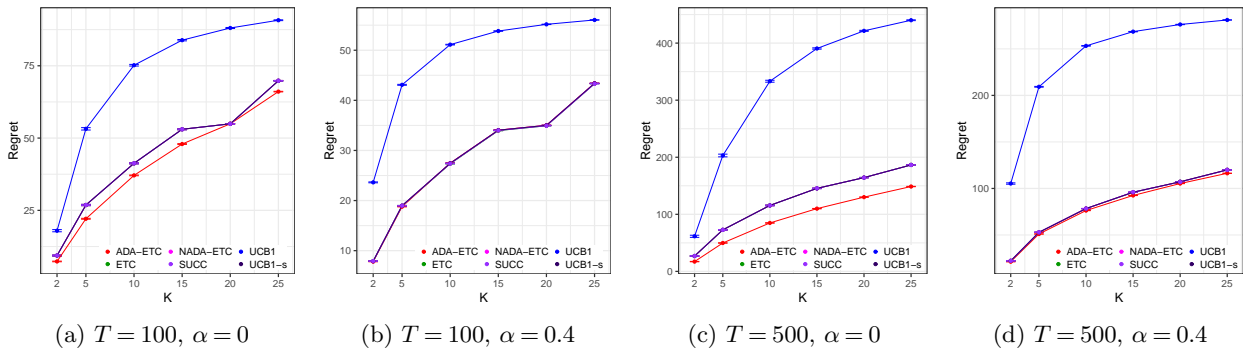 Regret
75
50
25
2 5 10 15 20 25
K
ADA-ETC NADA-ETC UCB1
ETC SUCC UCB1-s
(a) T = 100, α = 0
Regret
50
40
30
20
10
2 5 10 15 20 25
K
ADA-ETC NADA-ETC UCB1
ETC SUCC UCB1-s
(b) T = 100, α = 0.4
Regret
400
300
200
100
0
2 5 10 15 20 25
K
ADA-ETC NADA-ETC UCB1
ETC SUCC UCB1-s
(c) T = 500, α = 0
Regret
200
100
2 5 10 15 20 25
K
ADA-ETC NADA-ETC UCB1
ETC SUCC UCB1-s
(d) T = 500, α = 0.4